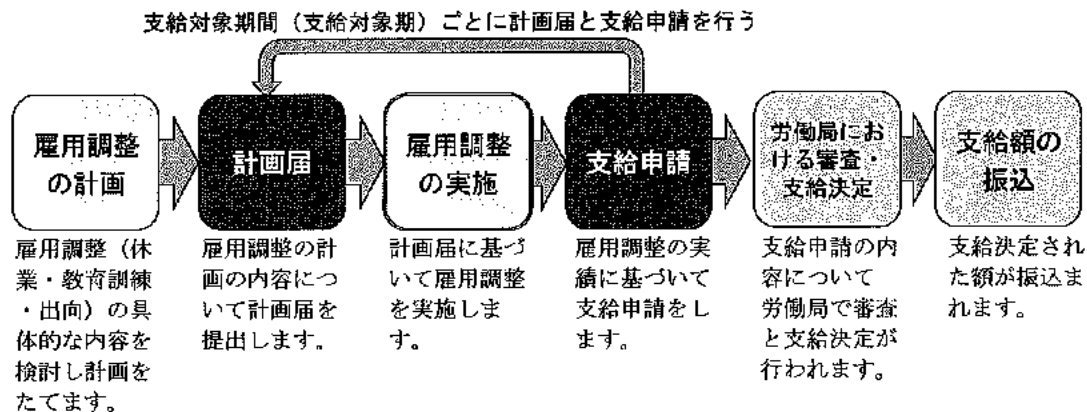 支給対象期間（支給対象期）ごとに計画届と支給申請を行う
雇用調整
の計画
計画届
雇用調整
の実施
支給申請
労働局にお
ける審査・
支給決定
支給額の
振込
雇用調整（休
業・教育訓練
・出向）の具
体的な内容を
検討し計画を
たてます。
雇用調整の計
画の内容につ
いて計画届を
提出します。
計画届に基づ
いて雇用調整
を実施しま
す。
雇用調整の実
績に基づいて
支給申請をし
ます。
支給申請の内
容について
労働局で審査
と支給決定が
行われます。
支給決定され
た額が振込ま
れます。